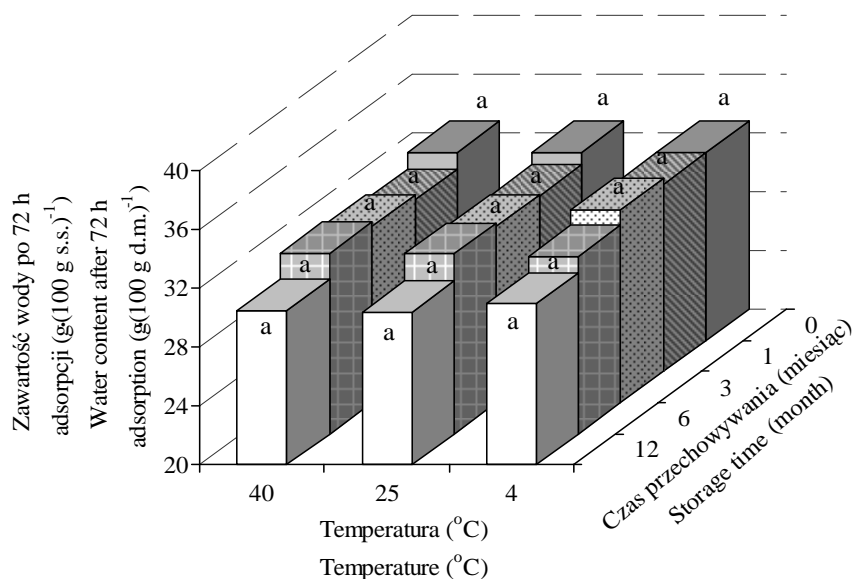 Zawartość wody po 72 h
adsorpcji (g(100 g s.s.)⁻¹
Water content after 72 h
adsorption (g(100 g d.m.)⁻¹
40
36
32
28
24
20
a a a
a a a
a a a
a a a
a a a
40 25 4
Temperatura (°C)
Temperature (°C)
12 6 3 1 0
Czas przechowywania (miesiąc)
Storage time (month)